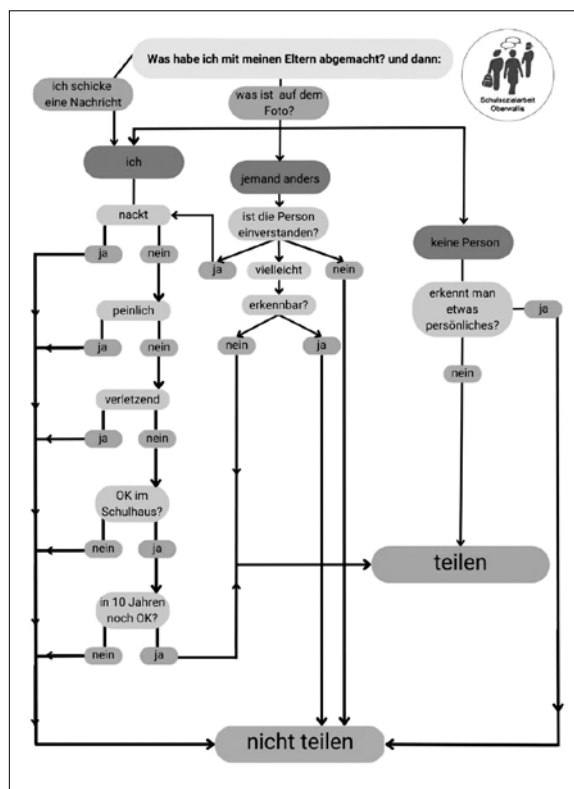 Was habe ich mit meinen Eltern abgemacht? und dann:
ich schicke
eine Nachricht
was ist auf dem
Foto?
Schulsozialarbeit
Oberwallis
ich
jemand anders
keine Person
nackt
ja
nein
ist die Person
einverstanden?
ja
vielleicht
nein
erkennbar?
nein
ja
erkennt man
etwas
persönliches?
ja
nein
peinlich
ja
nein
verletzend
ja
nein
OK im
Schulhaus?
nein
ja
in 10 Jahren
noch OK?
nein
ja
teilen
nicht teilen